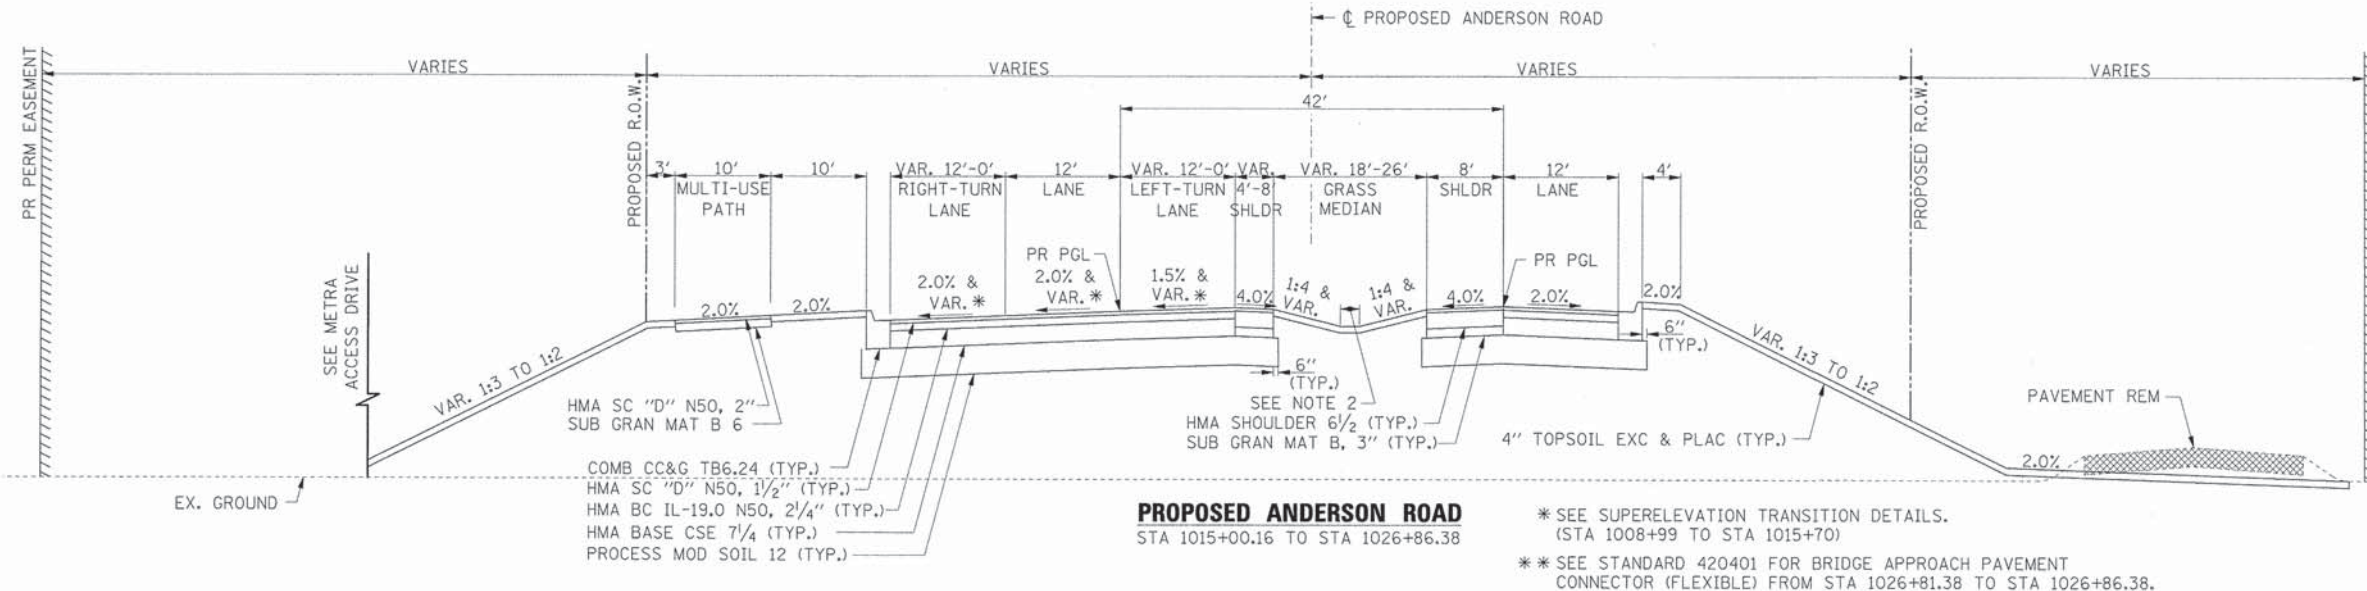 ℄ PROPOSED ANDERSON ROAD
PR PERM EASEMENT
VARIES
VARIES
VARIES
VARIES
PROPOSED R.O.W.
PROPOSED R.O.W.
42'
3'
10'
10'
VAR. 12'-0'
12'
VAR. 12'-0'
VAR.
VAR. 18'-26'
8'
12'
4'
MULTI-USE
PATH
RIGHT-TURN
LANE
LANE
LEFT-TURN
LANE
4'-8'
SHLDR
GRASS
MEDIAN
SHLDR
LANE
PR PGL
PR PGL
SEE METRA
ACCESS DRIVE
2.0%
2.0%
2.0% &
VAR. *
2.0% &
VAR. *
1.5% &
VAR. *
4.0%
1:4 &
VAR.
1:4 &
VAR.
4.0%
2.0%
2.0%
VAR. 1:3 TO 1:2
VAR. 1:3 TO 1:2
6"
(TYP.)
6"
(TYP.)
HMA SC "D" N50, 2"
SUB GRAN MAT B 6
SEE NOTE 2
HMA SHOULDER 6 1/2 (TYP.)
SUB GRAN MAT B, 3" (TYP.)
4" TOPSOIL EXC & PLAC (TYP.)
PAVEMENT REM
2.0%
COMB CC&G TB6.24 (TYP.)
HMA SC "D" N50, 1 1/2" (TYP.)
HMA BC IL-19.0 N50, 2 1/4" (TYP.)
HMA BASE CSE 7 1/4 (TYP.)
PROCESS MOD SOIL 12 (TYP.)
EX. GROUND
PROPOSED ANDERSON ROAD
STA 1015+00.16 TO STA 1026+86.38
* SEE SUPERELEVATION TRANSITION DETAILS.
(STA 1008+99 TO STA 1015+70)
* * SEE STANDARD 420401 FOR BRIDGE APPROACH PAVEMENT
CONNECTOR (FLEXIBLE) FROM STA 1026+81.38 TO STA 1026+86.38.